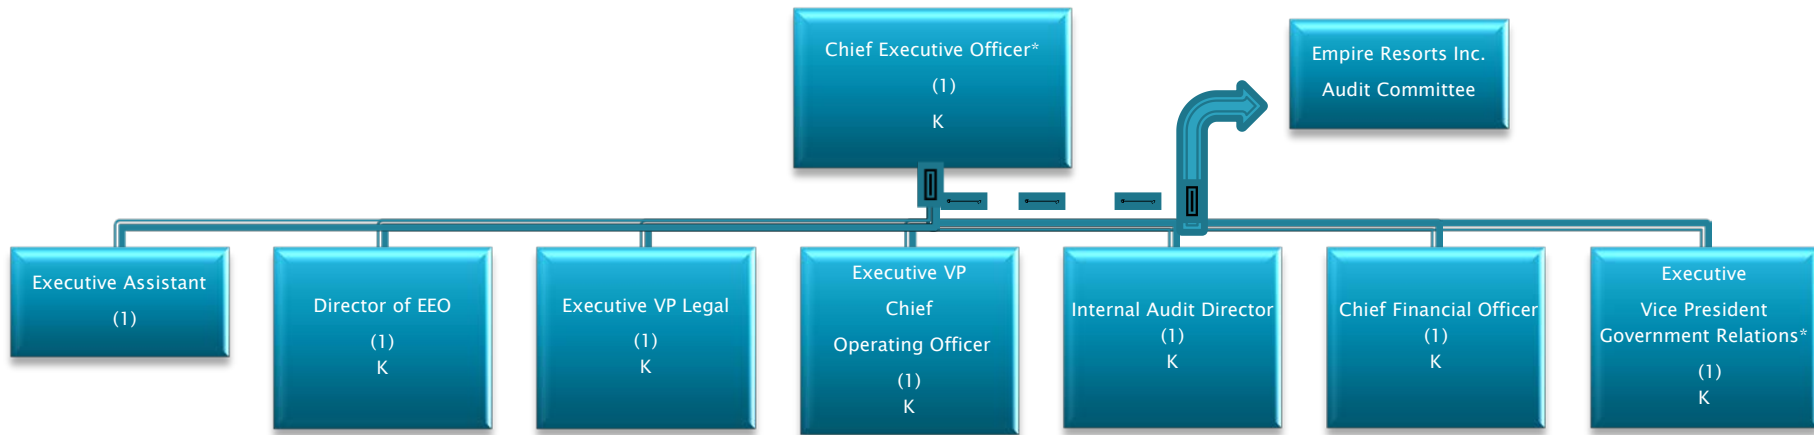 Chief Executive Officer*
(1)
K
Empire Resorts Inc.
Audit Committee
Executive Assistant
(1)
Director of EEO
(1)
K
Executive VP Legal
(1)
K
Executive VP
Chief
Operating Officer
(1)
K
Internal Audit Director
(1)
K
Chief Financial Officer
(1)
K
Executive
Vice President
Government Relations*
(1)
K